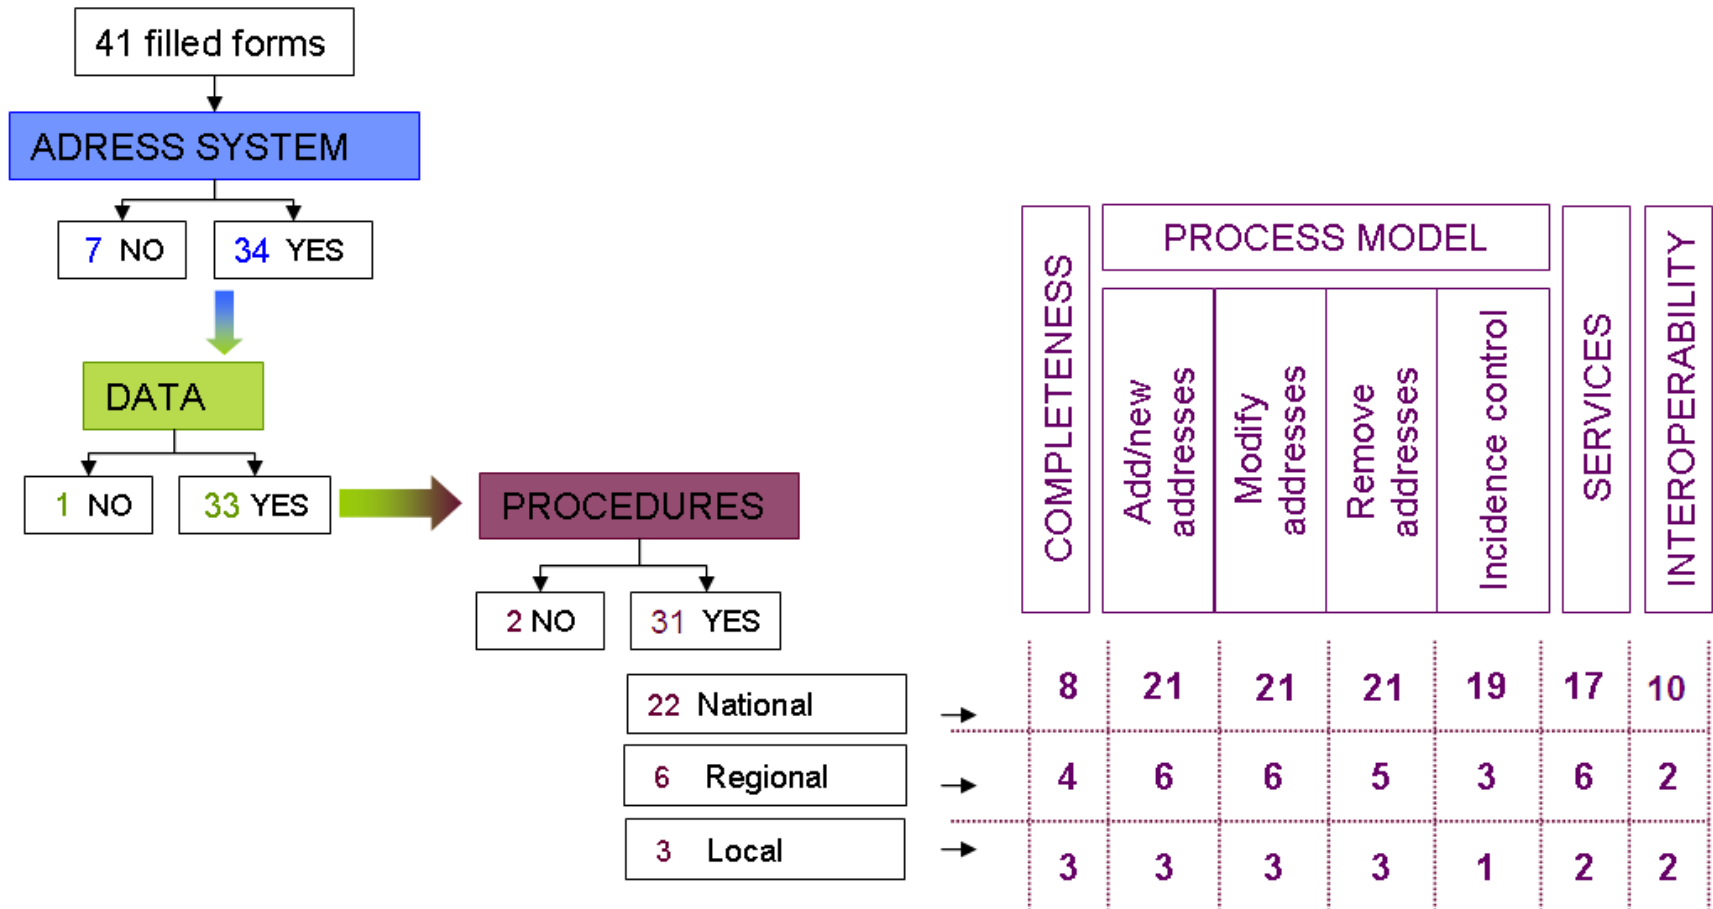 41 filled forms
ADRESS SYSTEM
7 NO
34 YES
DATA
1 NO
33 YES
PROCEDURES
2 NO
31 YES
22 National
6 Regional
3 Local
COMPLETENESS
PROCESS MODEL
Add/new
addresses
Modify
addresses
Remove
addresses
Incidence control
SERVICES
INTEROPERABILITY
8 21 21 21 19 17 10
4 6 6 5 3 6 2
3 3 3 3 1 2 2